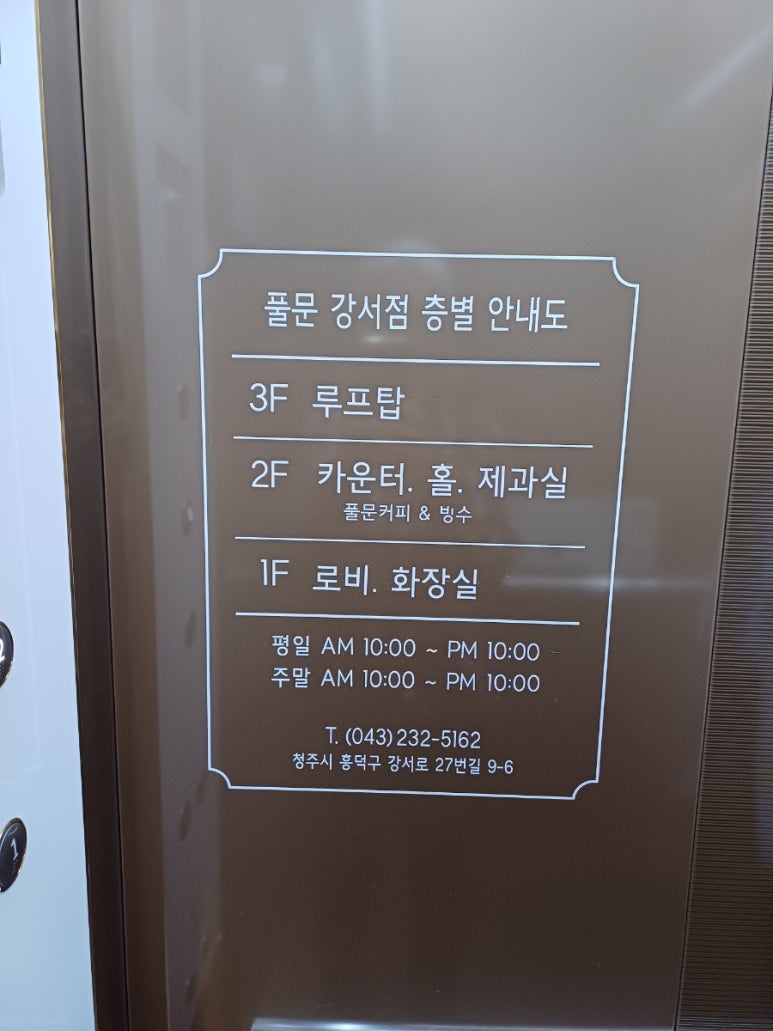 풀문 강서점 층별 안내도
3F 루프탑
2F 카운터. 홀. 제과실
풀문커피 & 빙수
1F 로비. 화장실
평일 AM 10:00 ~ PM 10:00
주말 AM 10:00 ~ PM 10:00
T. (043)232-5162
청주시 흥덕구 강서로 27번길 9-6
1